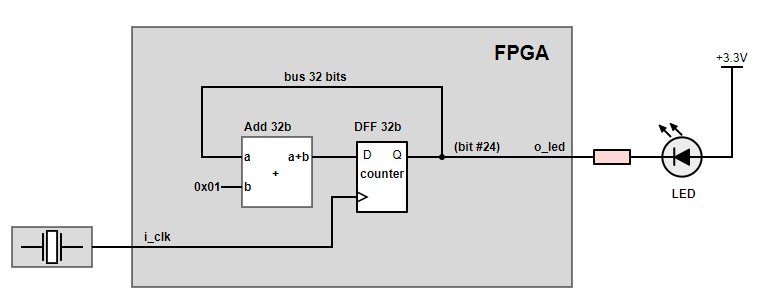 FPGA
+3.3V
bus 32 bits
Add 32b
DFF 32b
a
a+b
D
Q
(bit #24)
o_led
+
counter
0x01
b
LED
i_clk